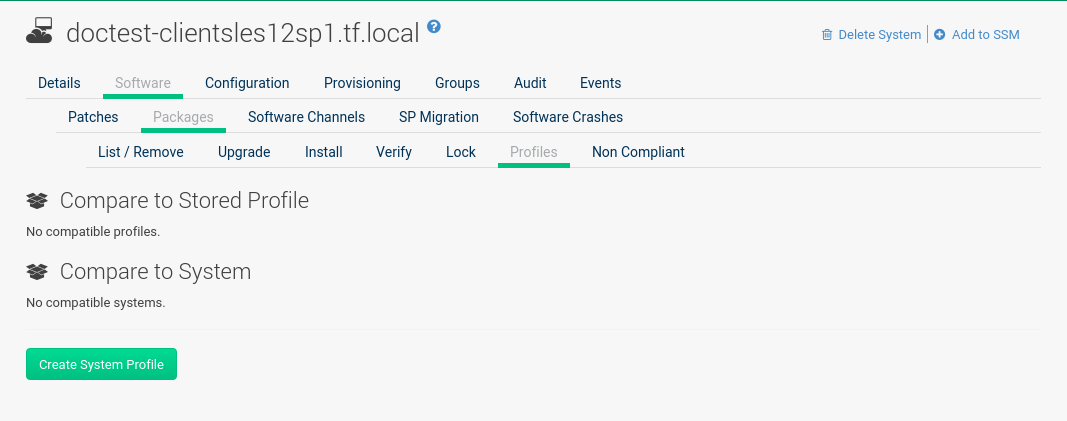 doctest-clientsles12sp1.tf.local ?
Delete System | Add to SSM
Details Software Configuration Provisioning Groups Audit Events
Patches Packages Software Channels SP Migration Software Crashes
List / Remove Upgrade Install Verify Lock Profiles Non Compliant
Compare to Stored Profile
No compatible profiles.
Compare to System
No compatible systems.
Create System Profile